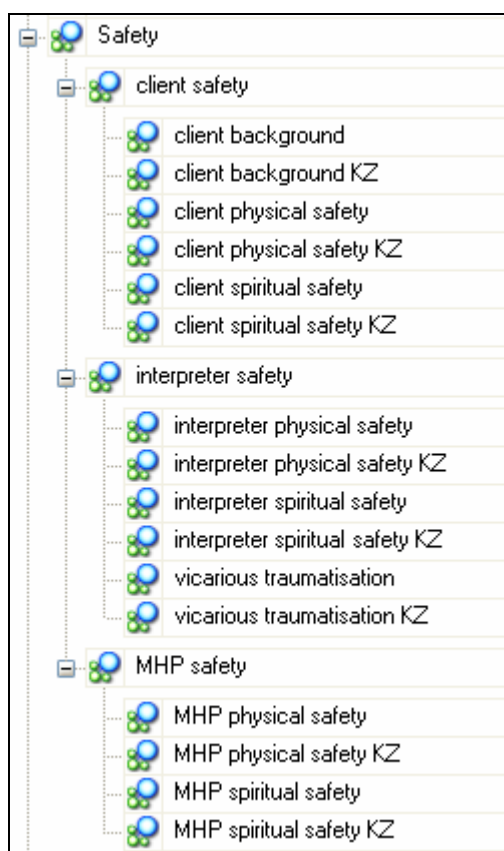 Safety
client safety
client background
client background KZ
client physical safety
client physical safety KZ
client spiritual safety
client spiritual safety KZ
interpreter safety
interpreter physical safety
interpreter physical safety KZ
interpreter spiritual safety
interpreter spiritual safety KZ
vicarious traumatisation
vicarious traumatisation KZ
MHP safety
MHP physical safety
MHP physical safety KZ
MHP spiritual safety
MHP spiritual safety KZ